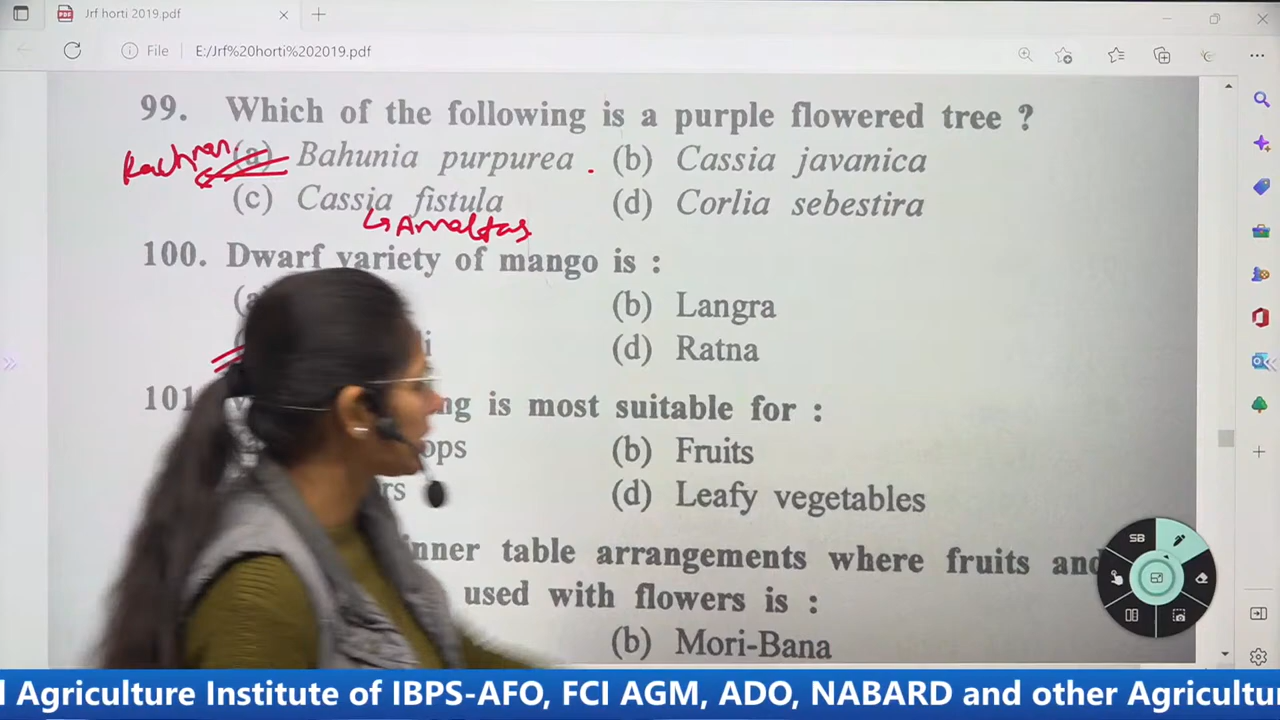 Jrf horti 2019.pdf
File E:/Jrf%20horti%202019.pdf
99. Which of the following is a purple flowered tree ?
(a) Bahunia purpurea (b) Cassia javanica
(c) Cassia fistula (d) Corlia sebestira
Amaltas
100. Dwarf variety of mango is :
(b) Langra
(d) Ratna
101 is most suitable for :
(b) Fruits
(d) Leafy vegetables
table arrangements where fruits and
used with flowers is :
(b) Mori-Bana
SB
Agriculture Institute of IBPS-AFO, FCI AGM, ADO, NABARD and other